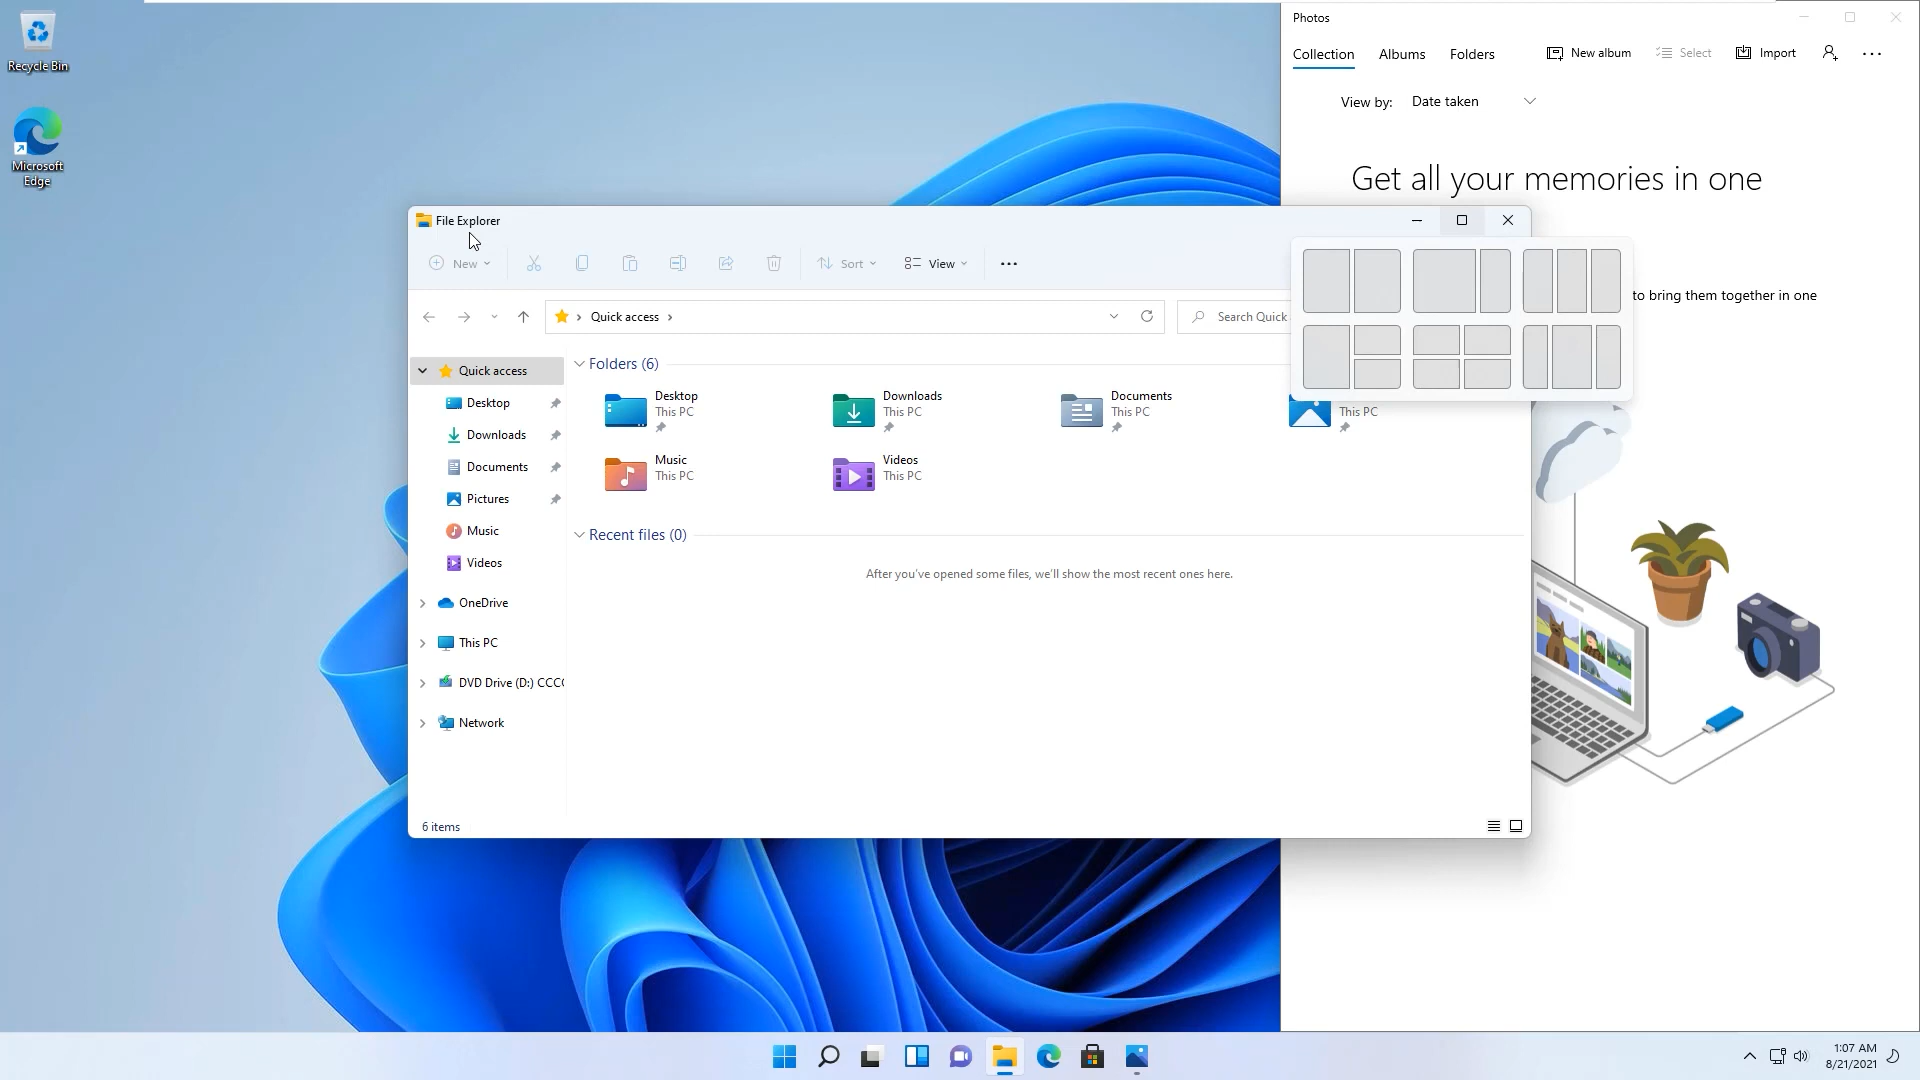 Recycle Bin
Microsoft
Edge
Photos
Collection
Albums
Folders
New album
Select
Import
View by:
Date taken
Get all your memories in one
to bring them together in one
File Explorer
New
Sort
View
Quick access
Search Quick
Quick access
Desktop
Downloads
Documents
Pictures
Music
Videos
OneDrive
This PC
DVD Drive (D:) CCC
Network
Folders (6)
Desktop
This PC
Downloads
This PC
Documents
This PC
This PC
Music
This PC
Videos
This PC
Recent files (0)
After you've opened some files, we'll show the most recent ones here.
6 items
1:07 AM
8/21/2021